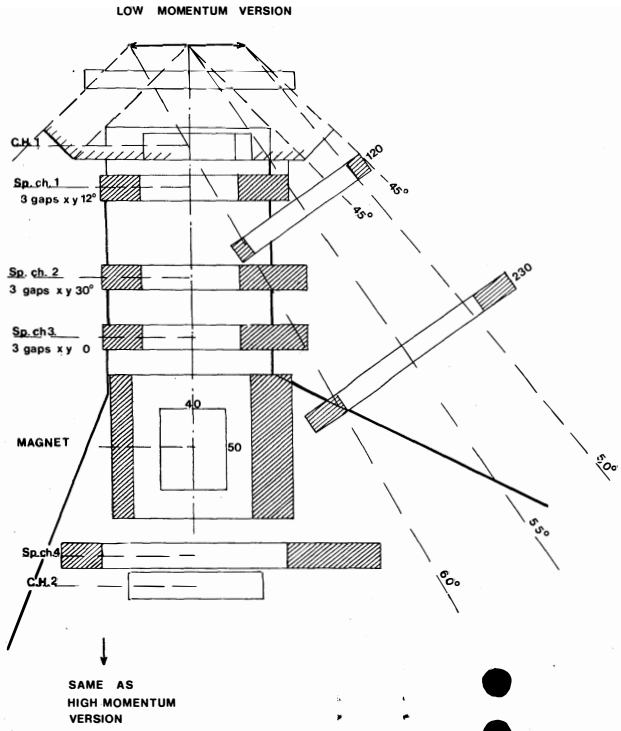 LOW MOMENTUM VERSION
C.H.1
120
45°
45°
Sp. ch. 1
3 gaps x y 12°
Sp. ch. 2
3 gaps x y 30°
230
Sp. ch3.
3 gaps x y 0
40
MAGNET
50
50°
55°
Sp.ch.4
60°
C.H.2
SAME AS
HIGH MOMENTUM
VERSION